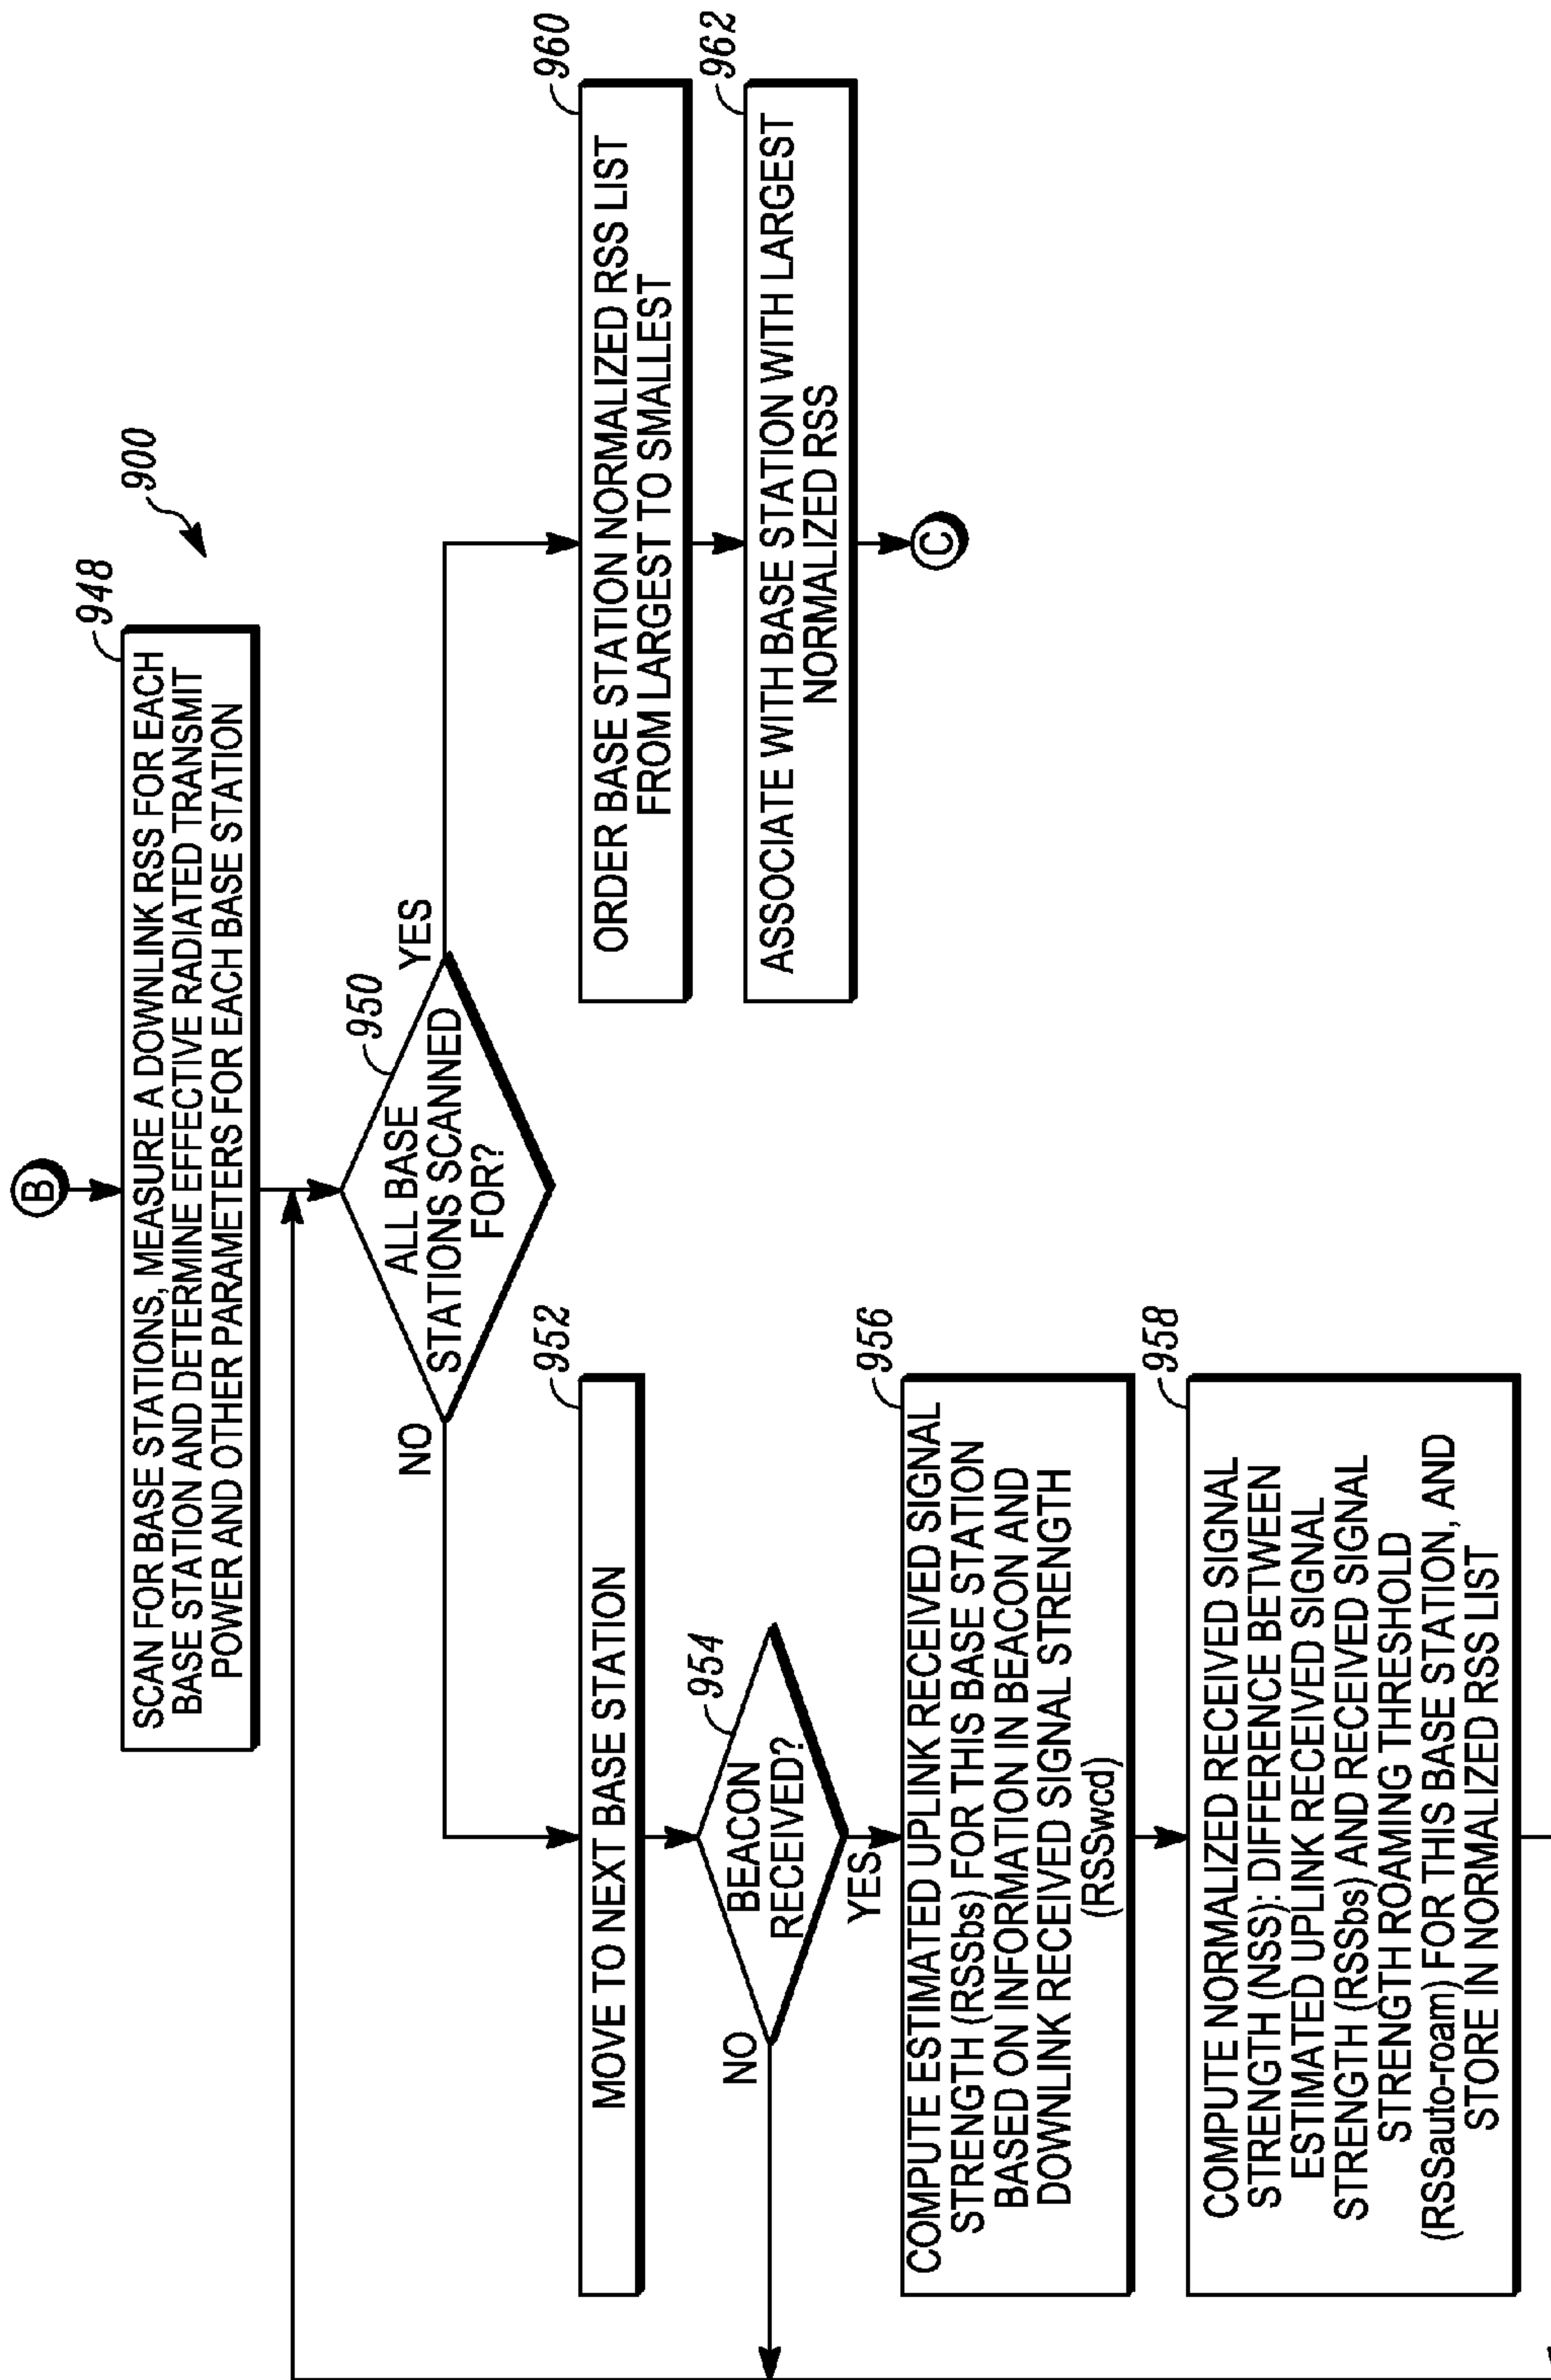 B
900
948
SCAN FOR BASE STATIONS, MEASURE A DOWNLINK RSS FOR EACH
BASE STATION AND DETERMINE EFFECTIVE RADIATED TRANSMIT
POWER AND OTHER PARAMETERS FOR EACH BASE STATION
950
ALL BASE
STATIONS SCANNED
FOR?
NO
YES
952
MOVE TO NEXT BASE STATION
954
BEACON
RECEIVED?
NO
YES
956
COMPUTE ESTIMATED UPLINK RECEIVED SIGNAL
STRENGTH (RSSbs) FOR THIS BASE STATION
BASED ON INFORMATION IN BEACON AND
DOWNLINK RECEIVED SIGNAL STRENGTH
(RSSwcd)
958
COMPUTE NORMALIZED RECEIVED SIGNAL
STRENGTH (NSS): DIFFERENCE BETWEEN
ESTIMATED UPLINK RECEIVED SIGNAL
STRENGTH (RSSbs) AND RECEIVED SIGNAL
STRENGTH ROAMING THRESHOLD
(RSSauto-roam) FOR THIS BASE STATION, AND
STORE IN NORMALIZED RSS LIST
960
ORDER BASE STATION NORMALIZED RSS LIST
FROM LARGEST TO SMALLEST
962
ASSOCIATE WITH BASE STATION WITH LARGEST
NORMALIZED RSS
C